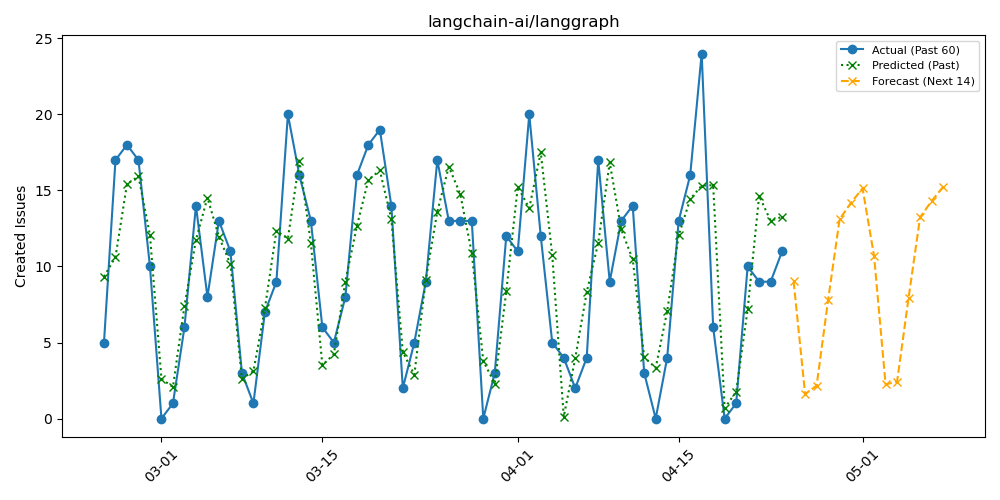 langchain-ai/langgraph
Created Issues
25
20
15
10
5
0
03-01
03-15
04-01
04-15
05-01
Actual (Past 60)
Predicted (Past)
Forecast (Next 14)